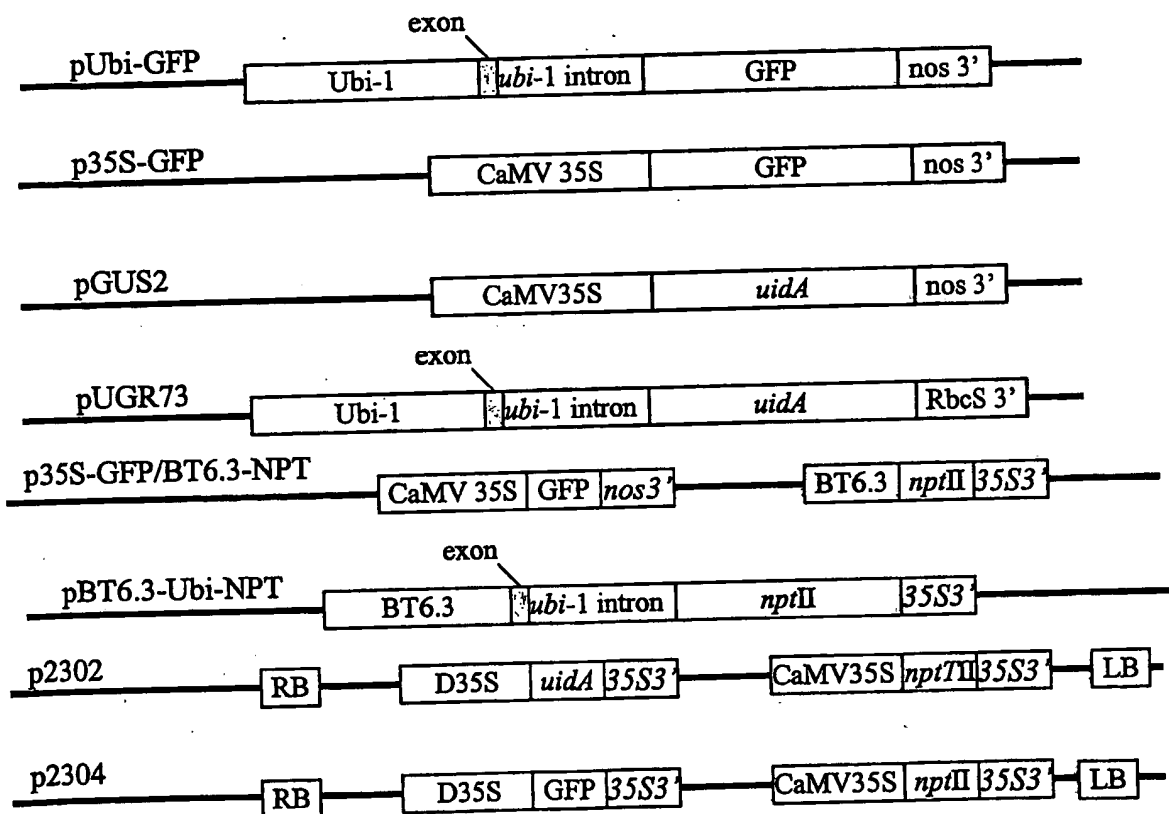 exon
pUbi-GFP
Ubi-1 ubi-1 intron GFP nos 3’
p35S-GFP
CaMV 35S GFP nos 3’
pGUS2
CaMV35S uidA nos 3’
exon
pUGR73
Ubi-1 ubi-1 intron uidA RbcS 3’
p35S-GFP/BT6.3-NPT
CaMV 35S GFP nos3’ BT6.3 nptII 35S3’
exon
pBT6.3-Ubi-NPT
BT6.3 ubi-1 intron nptII 35S3’
p2302
RB D35S uidA 35S3’ CaMV35S nptTII 35S3’ LB
p2304
RB D35S GFP 35S3’ CaMV35S nptII 35S3’ LB